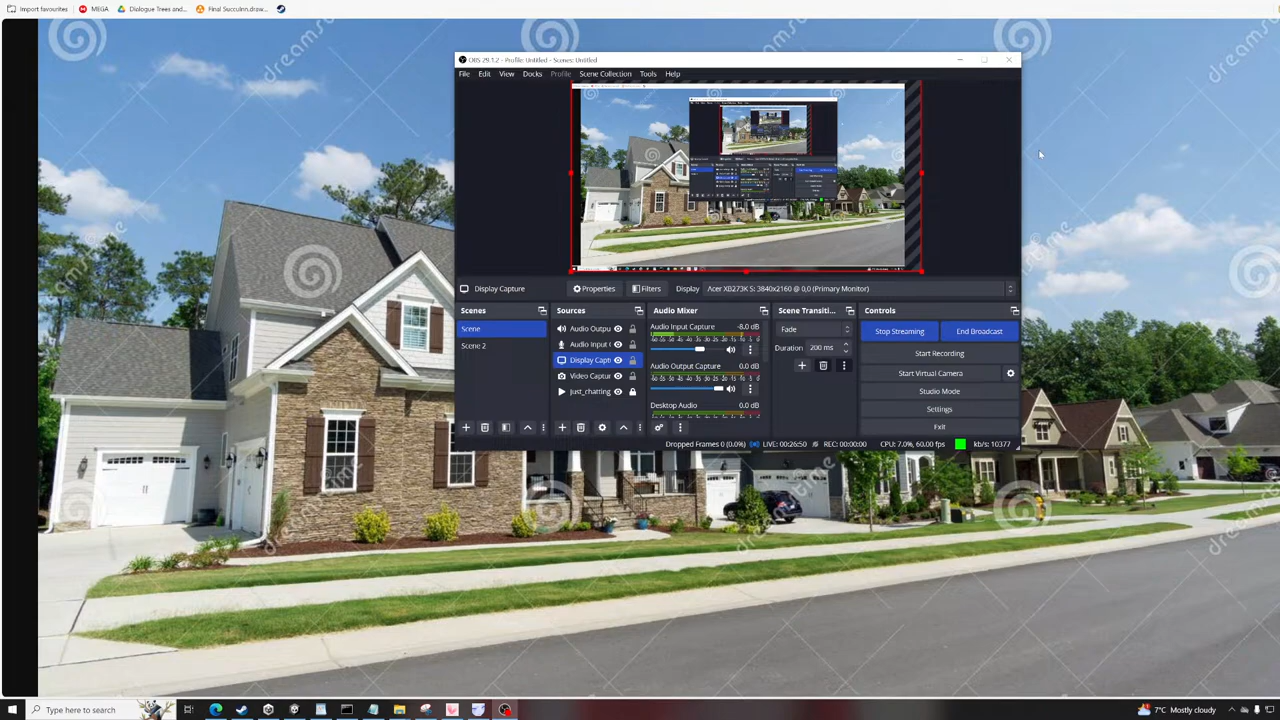 Import favourites MEGA Dialogue Trees and... Final SuccuInn.draw...
dreamstime
OBS 29.1.2 - Profile: Untitled - Scenes: Untitled
File Edit View Docks Profile Scene Collection Tools Help
Display Capture Properties Filters Display Acer XB273K S: 3840x2160 @ 0,0 (Primary Monitor)
Scenes Sources Audio Mixer Scene Transiti... Controls
Scene
Scene 2
Audio Outpu
Audio Input (
Display Capt
Video Captur
just_chatting
Audio Input Capture -8.0 dB
Audio Output Capture 0.0 dB
Desktop Audio 0.0 dB
Fade
Duration 200 ms
Stop Streaming End Broadcast
Start Recording
Start Virtual Camera
Studio Mode
Settings
Exit
Dropped Frames 0 (0.0%) LIVE: 00:26:50 REC: 00:00:00 CPU: 7.0%, 60.00 fps kb/s: 10377
Type here to search 7°C Mostly cloudy